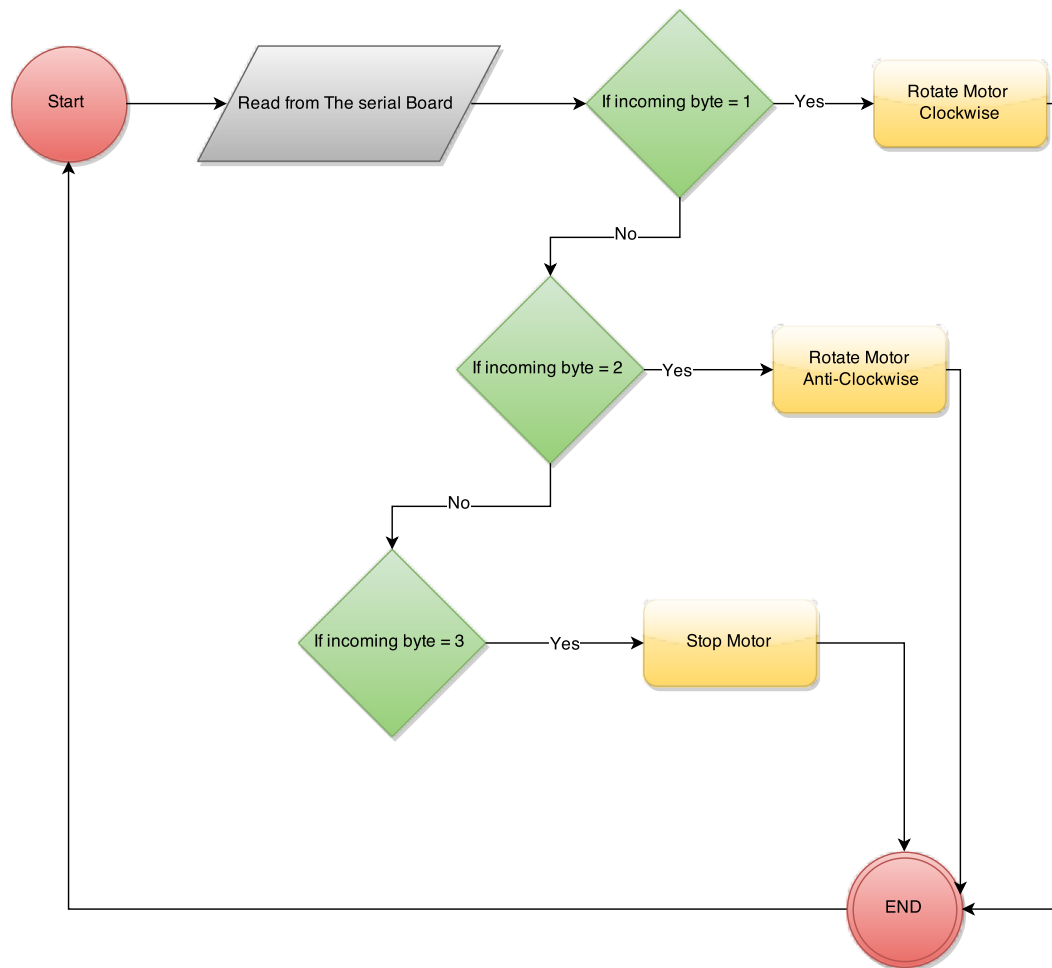 Start
Read from The serial Board
If incoming byte = 1
Yes
Rotate Motor
Clockwise
No
If incoming byte = 2
Yes
Rotate Motor
Anti-Clockwise
No
If incoming byte = 3
Yes
Stop Motor
END